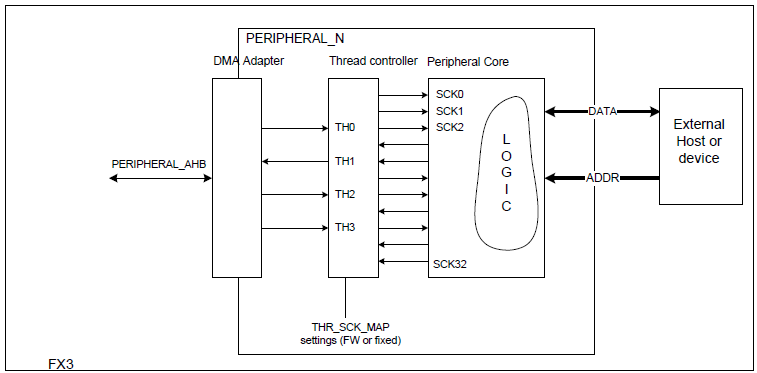 PERIPHERAL_N
DMA Adapter
Thread controller
Peripheral Core
SCK0
SCK1
SCK2
TH0
TH1
TH2
TH3
SCK32
LOGIC
PERIPHERAL_AHB
DATA
ADDR
External
Host or
device
THR_SCK_MAP
settings (FW or fixed)
FX3